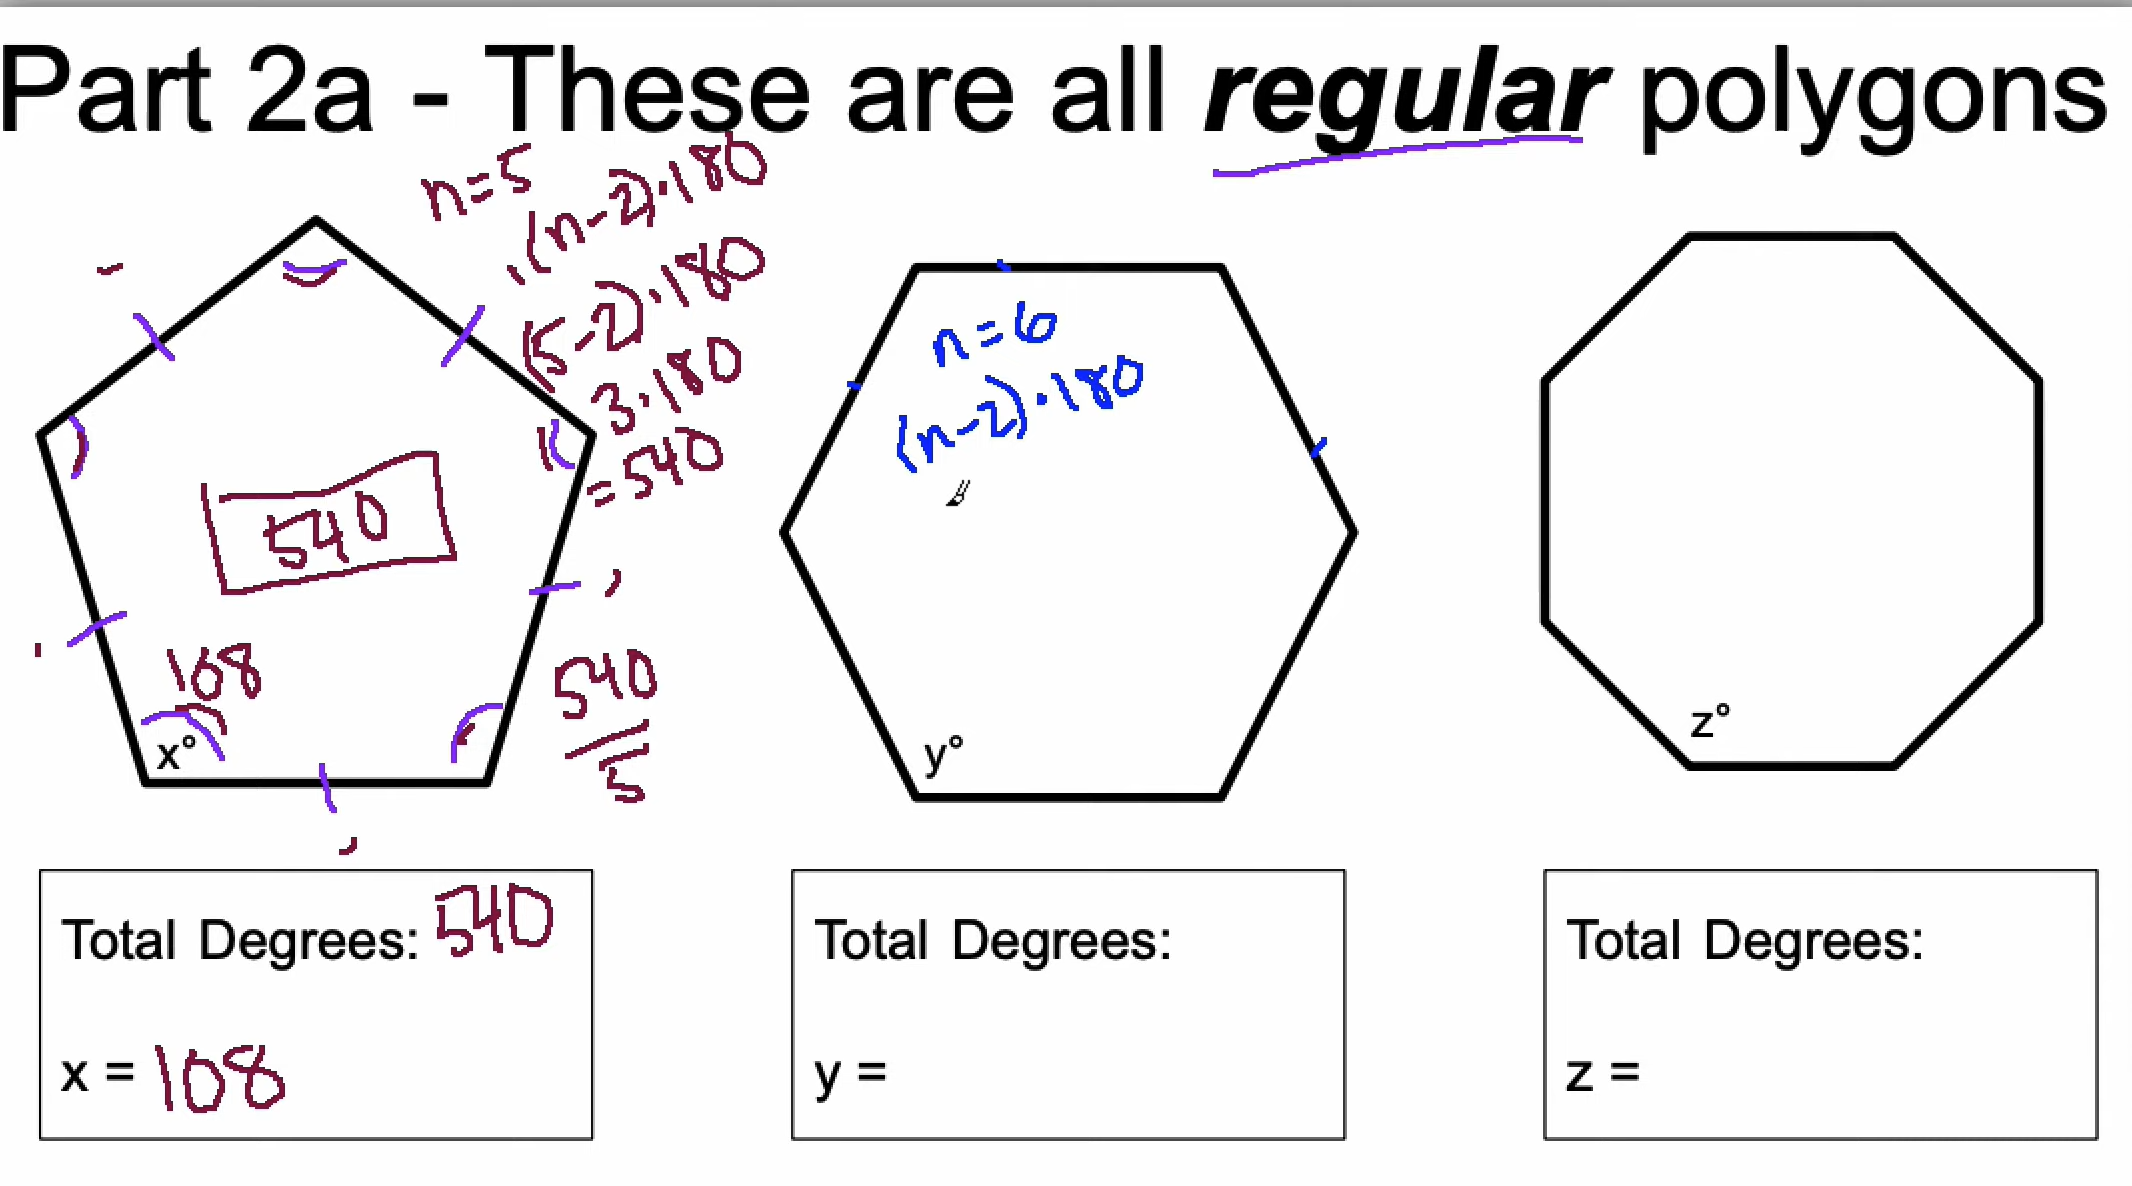 Part 2a - These are all regular polygons
n=5
(n-2)·180
(5-2)·180
3·180
=540
540
108
x°
540
5
n=6
(n-2)·180
y°
z°
Total Degrees: 540
x = 108
Total Degrees:
y =
Total Degrees:
z =